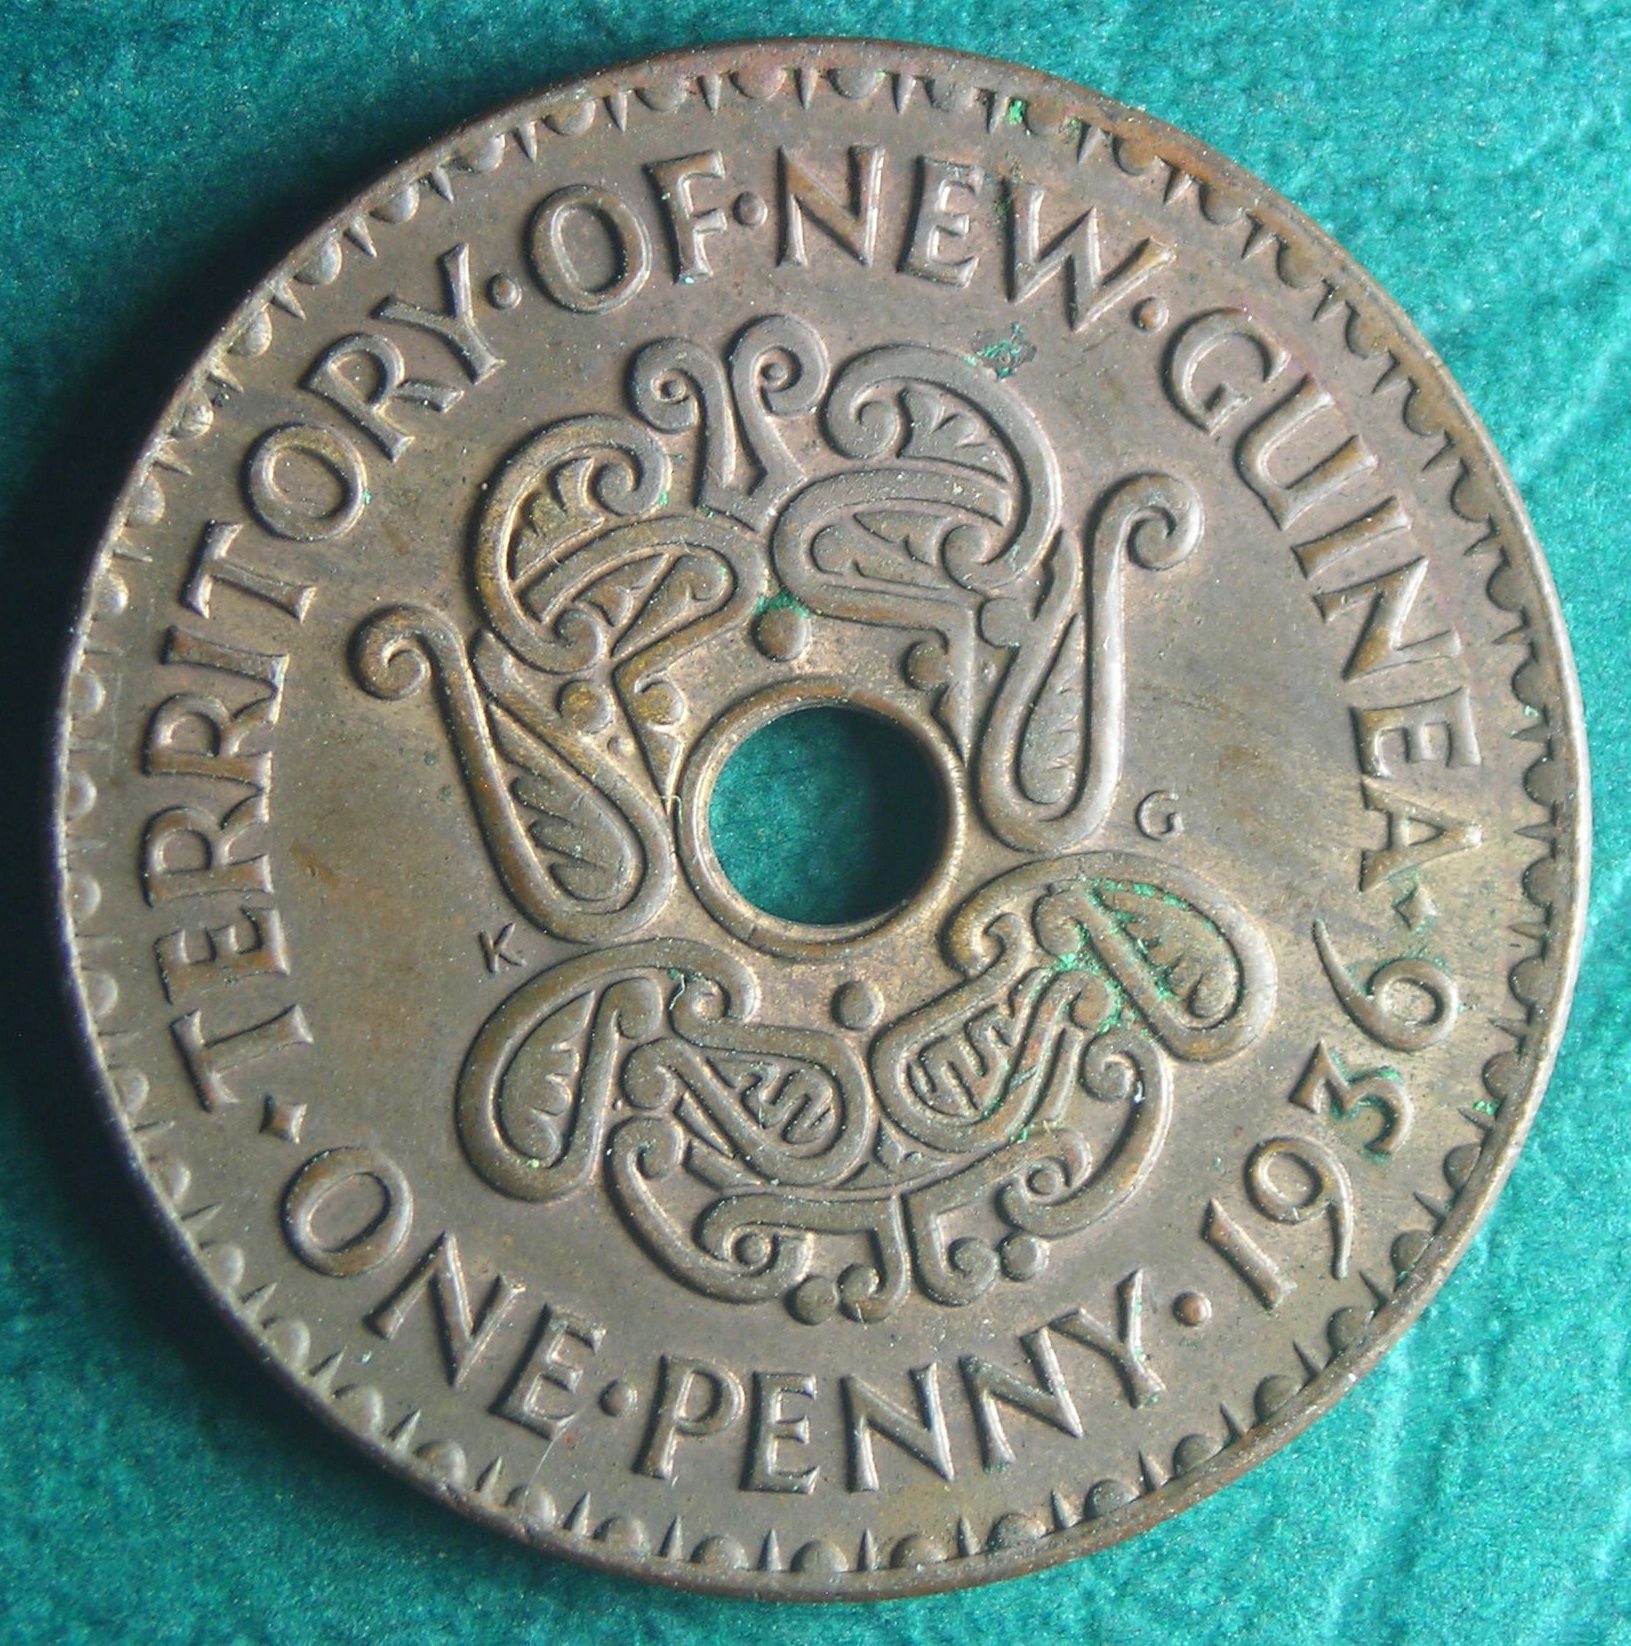 ·TERRITORY·OF·NEW·GUINEA·
ONE·PENNY·1936
K G